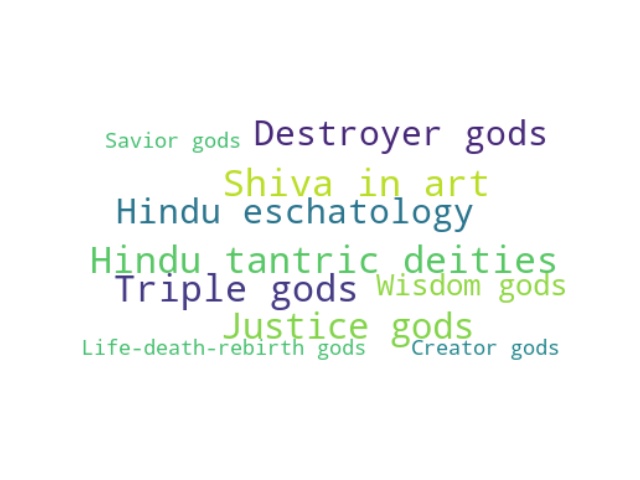 Savior gods
Destroyer gods
Shiva in art
Hindu eschatology
Hindu tantric deities
Triple gods
Wisdom gods
Justice gods
Life-death-rebirth gods
Creator gods